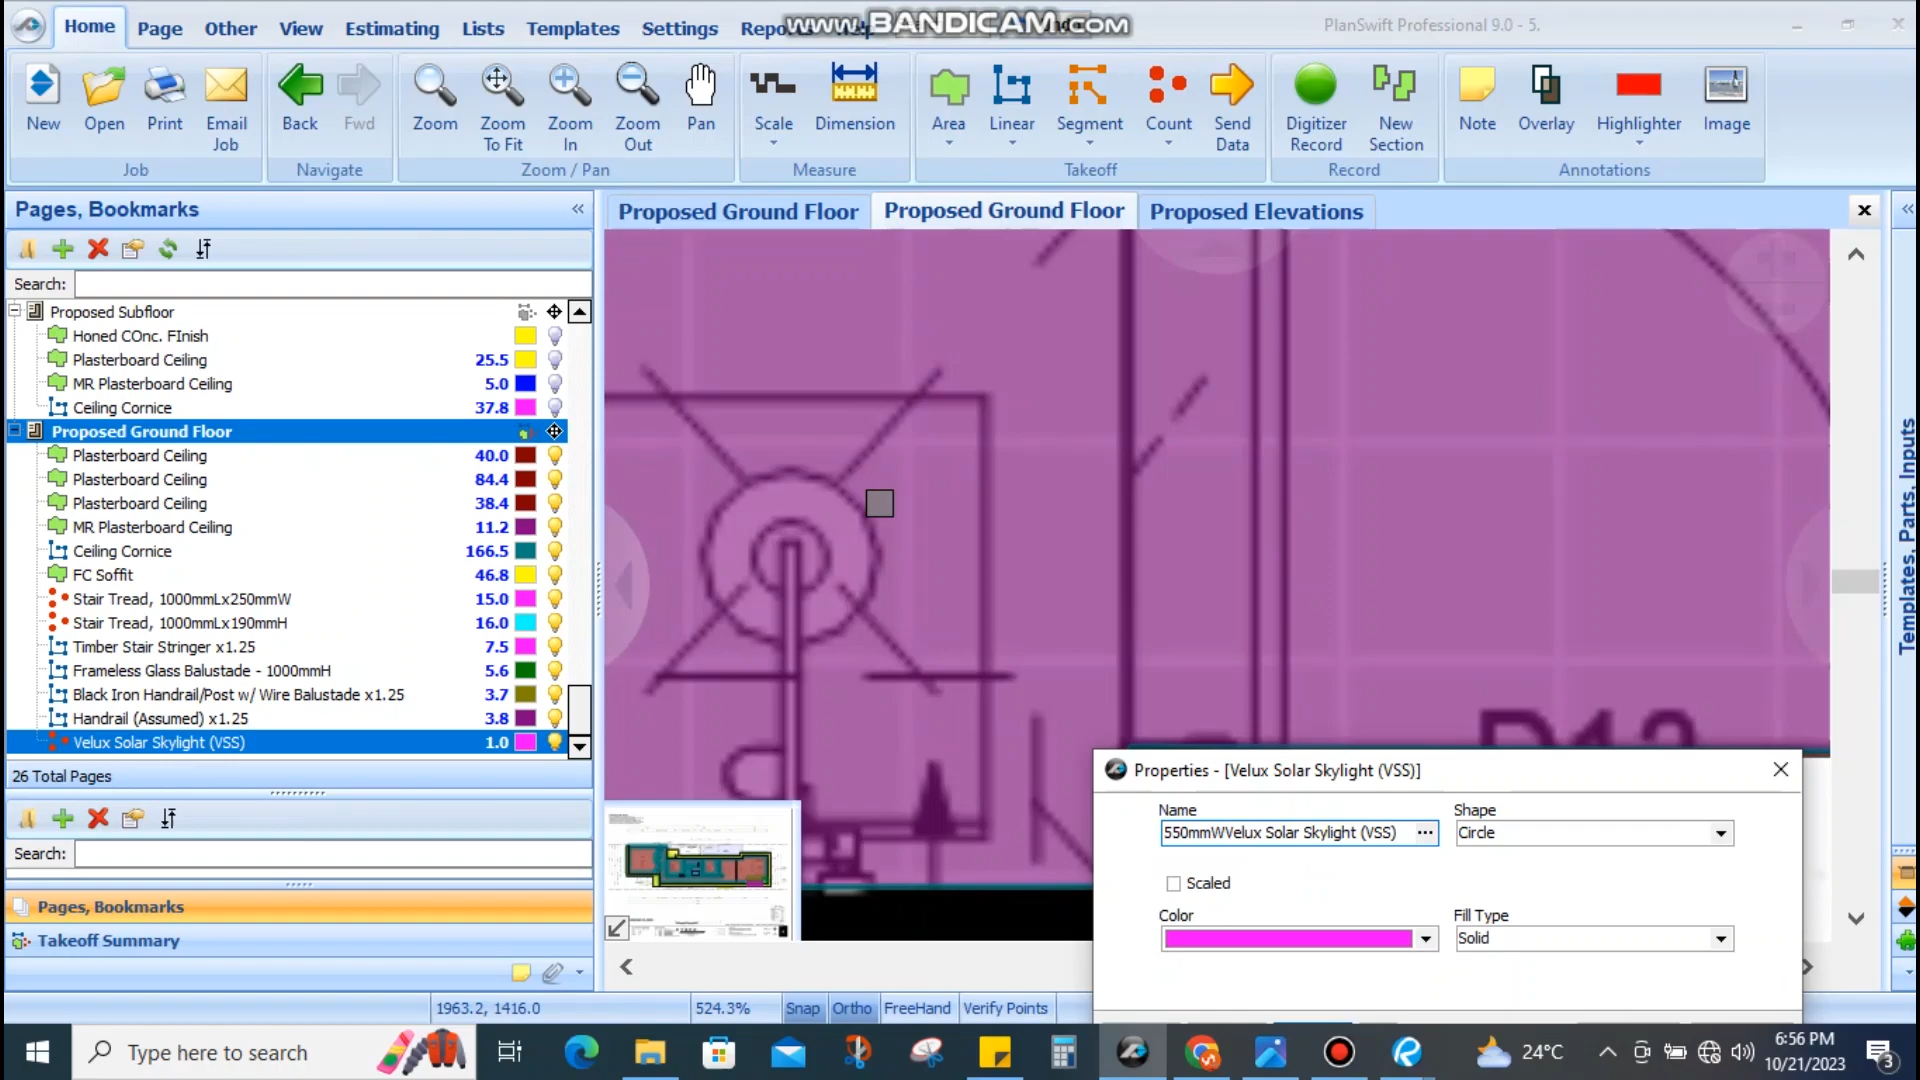 Home
Page
Other
View
Estimating
Lists
Templates
Settings
www.BANDICAM.com
PlanSwift Professional 9.0 - 5.
New
Open
Print
Email
Job
Back
Fwd
Zoom
Zoom
To Fit
Zoom
In
Zoom
Out
Pan
Scale
Dimension
Area
Linear
Segment
Count
Send
Data
Digitizer
Record
New
Section
Note
Overlay
Highlighter
Image
Job
Navigate
Zoom / Pan
Measure
Takeoff
Record
Annotations
Pages, Bookmarks
Proposed Ground Floor
Proposed Ground Floor
Proposed Elevations
Search:
Proposed Subfloor
Honed COnc. FInish
Plasterboard Ceiling 25.5
MR Plasterboard Ceiling 5.0
Ceiling Cornice 37.8
Proposed Ground Floor
Plasterboard Ceiling 40.0
Plasterboard Ceiling 84.4
Plasterboard Ceiling 38.4
MR Plasterboard Ceiling 11.2
Ceiling Cornice 166.5
FC Soffit 46.8
Stair Tread, 1000mmLx250mmW 15.0
Stair Tread, 1000mmLx190mmH 16.0
Timber Stair Stringer x1.25 7.5
Frameless Glass Balustade - 1000mmH 5.6
Black Iron Handrail/Post w/ Wire Balustade x1.25 3.7
Handrail (Assumed) x1.25 3.8
Velux Solar Skylight (VSS) 1.0
26 Total Pages
Search:
Pages, Bookmarks
Takeoff Summary
Templates, Parts, Inputs
Properties - [Velux Solar Skylight (VSS)]
Name
550mmWVelux Solar Skylight (VSS)
Shape
Circle
Scaled
Color
Fill Type
Solid
1963.2, 1416.0
524.3%
Snap
Ortho
FreeHand
Verify Points
Type here to search
24°C
6:56 PM
10/21/2023
3